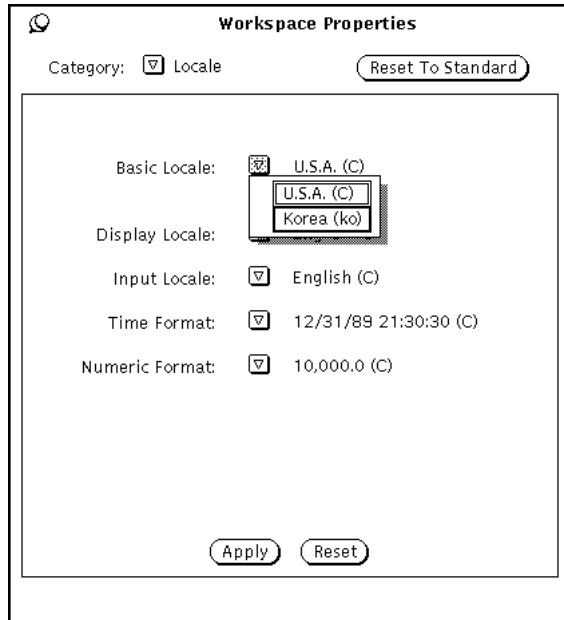 Workspace Properties
Category: Locale
Reset To Standard
Basic Locale: U.S.A. (C)
U.S.A. (C)
Korea (ko)
Display Locale:
Input Locale: English (C)
Time Format: 12/31/89 21:30:30 (C)
Numeric Format: 10,000.0 (C)
Apply Reset